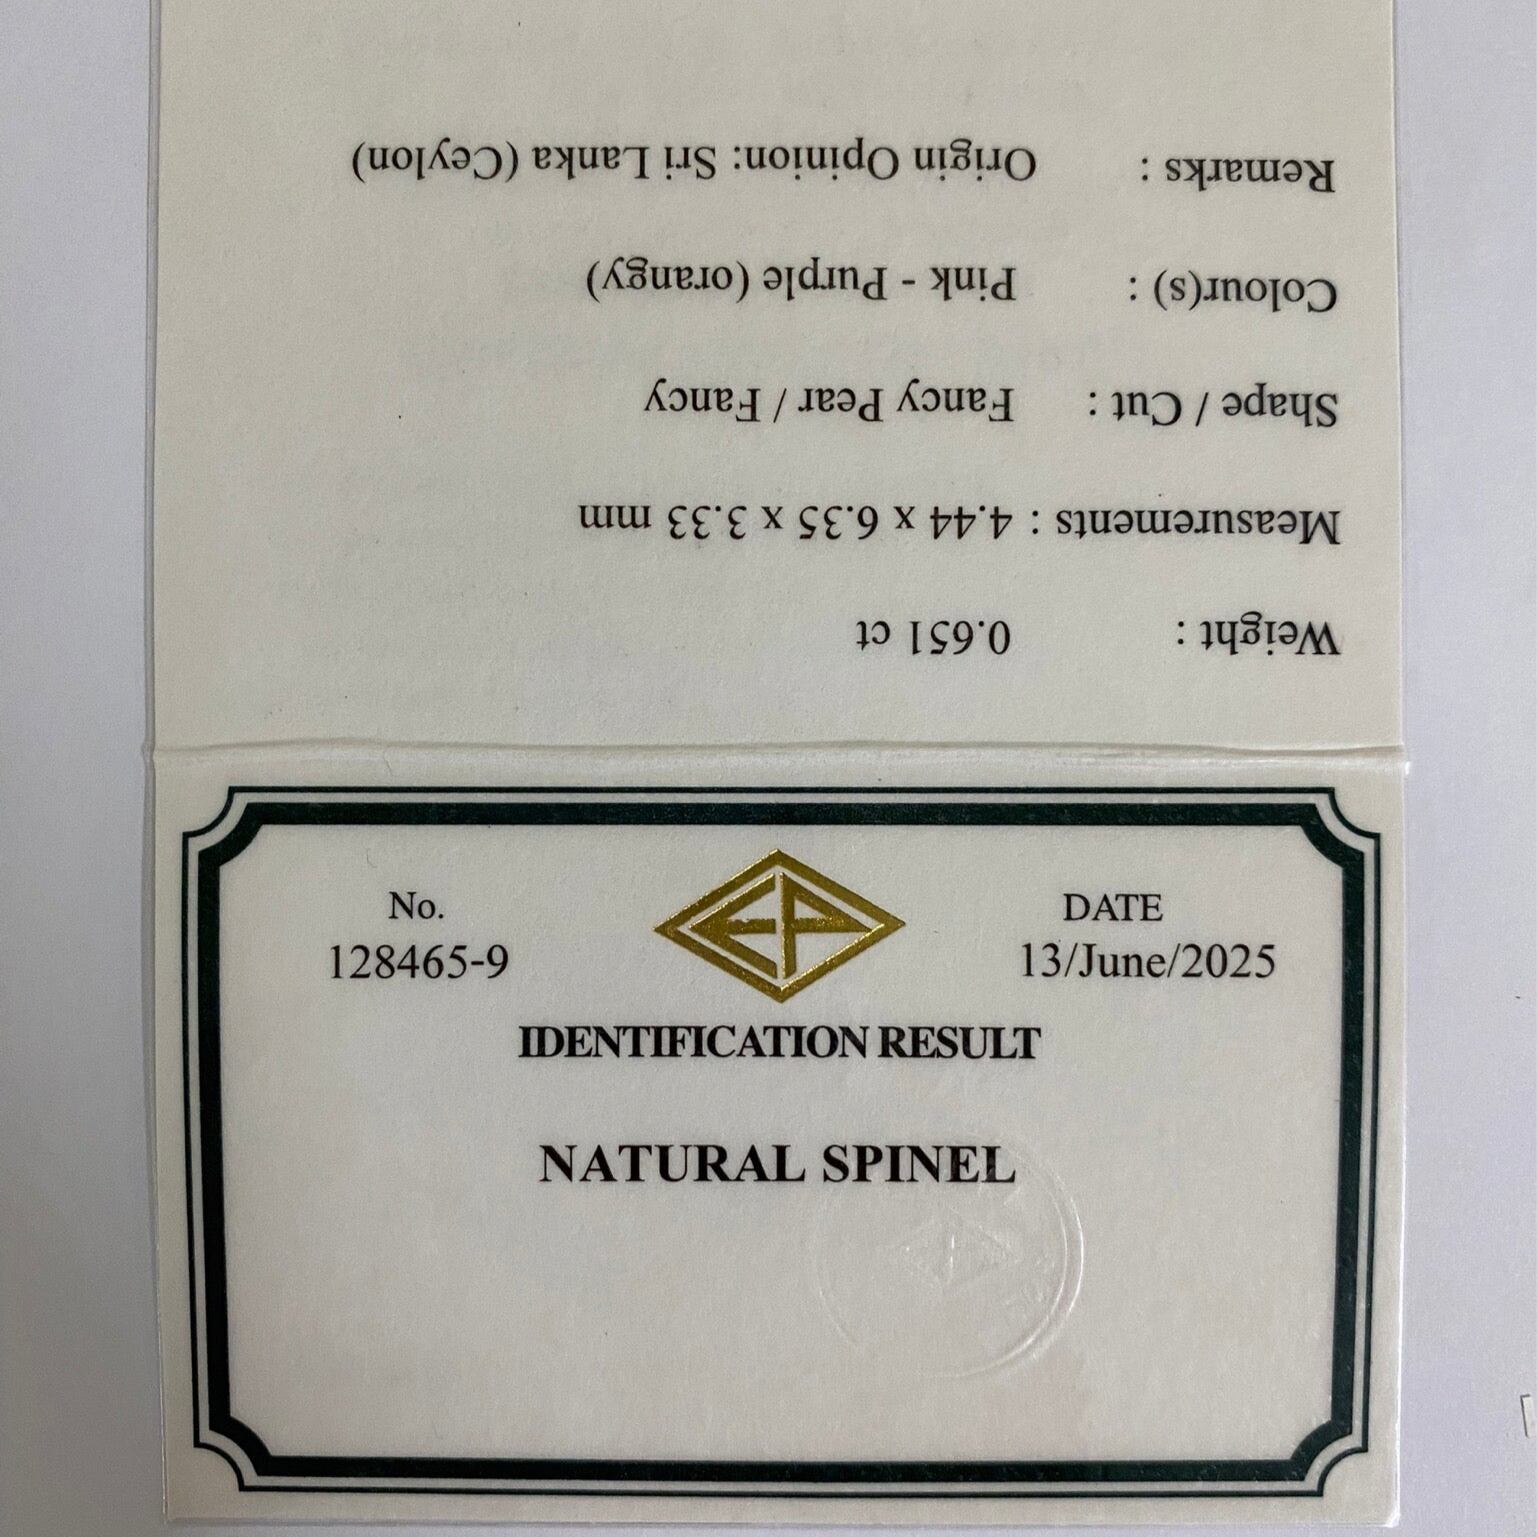 No.
128465-9
EP
DATE
13/June/2025
IDENTIFICATION RESULT
NATURAL SPINEL
Weight : 0.651 ct
Measurements : 4.44 x 6.35 x 3.33 mm
Shape / Cut : Fancy Pear / Fancy
Colour(s) : Pink - Purple (orangy)
Remarks : Origin Opinion: Sri Lanka (Ceylon)